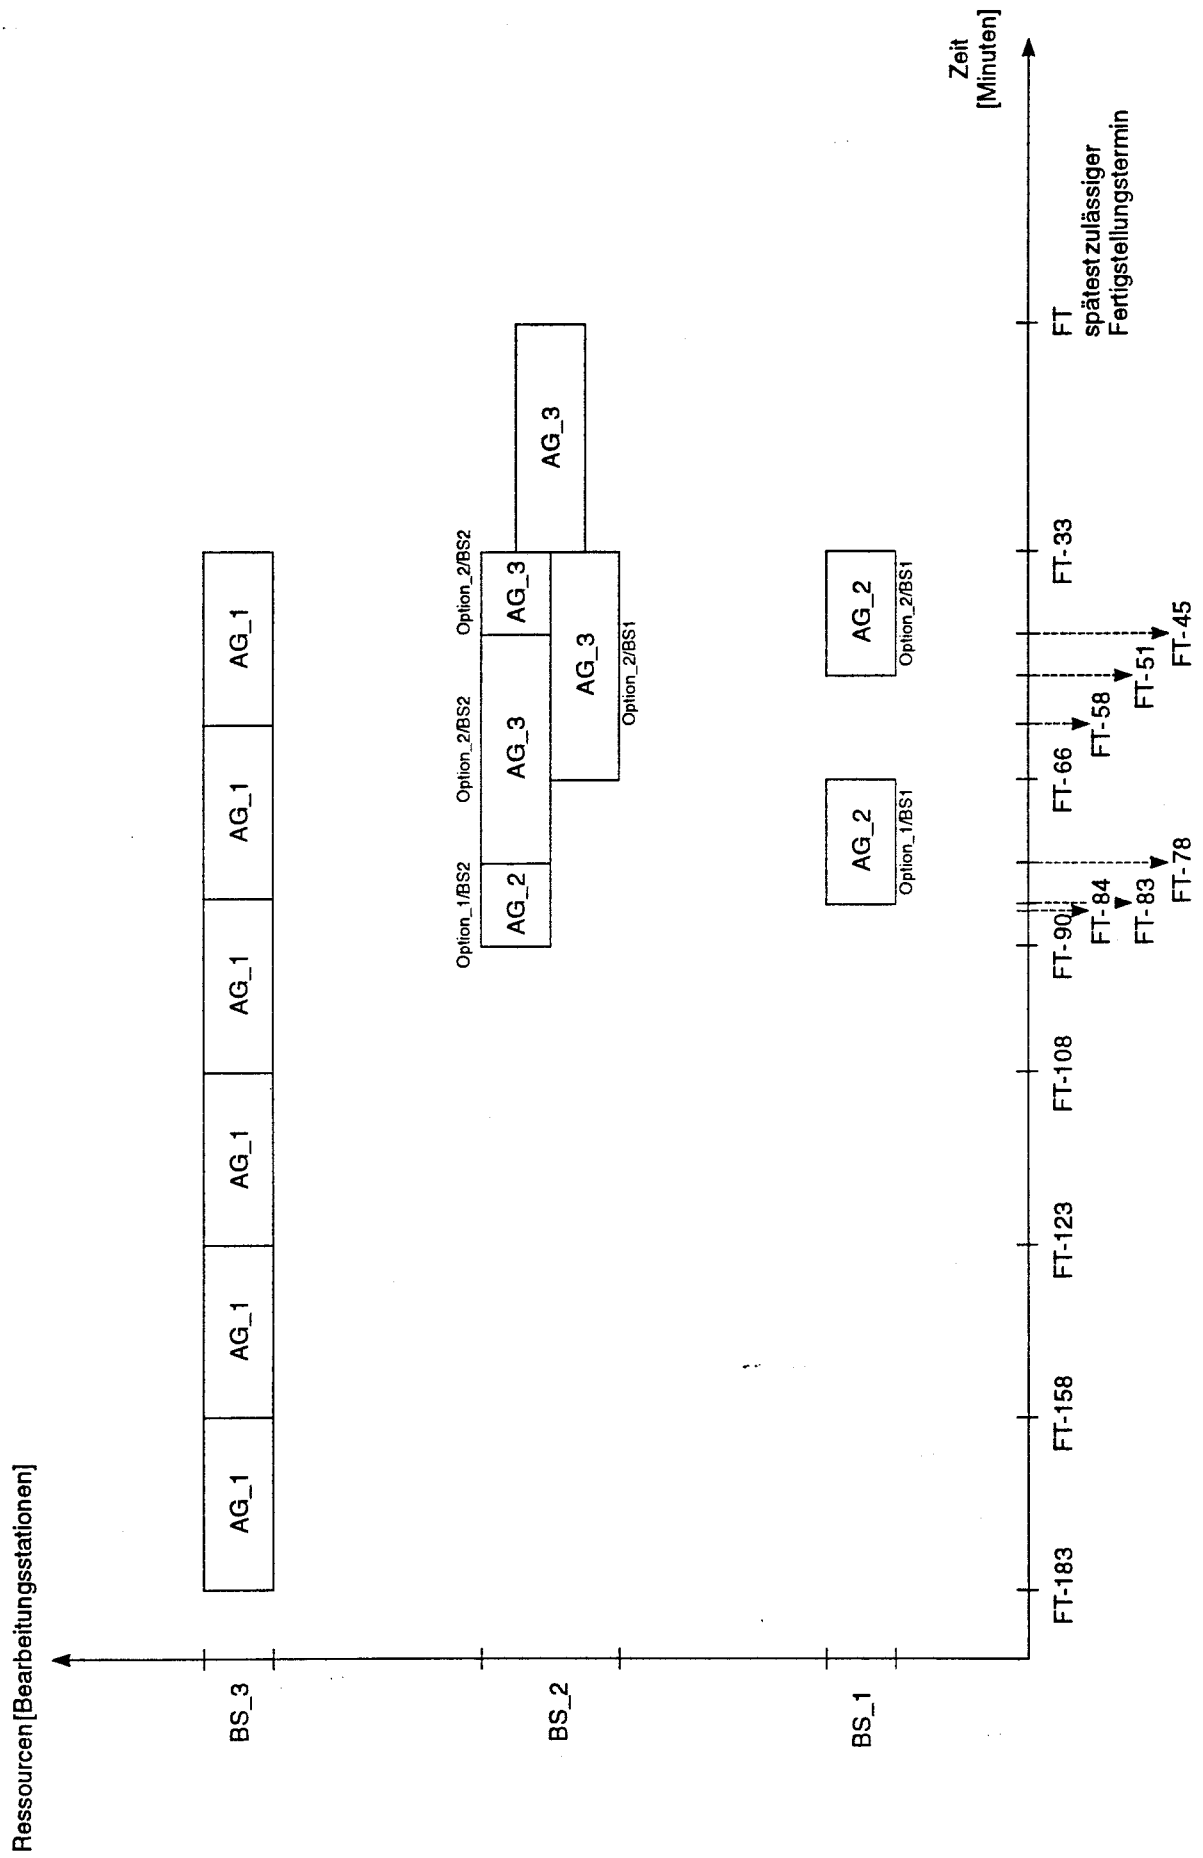 Ressourcen [Bearbeitungsstationen]
BS_3
AG_1
AG_1
AG_1
AG_1
AG_1
AG_1
BS_2
Option_1/BS2
Option_2/BS2
Option_2/BS2
AG_2
AG_3
AG_3
AG_3
AG_3
Option_2/BS1
BS_1
AG_2
AG_2
Option_1/BS1
Option_2/BS1
Zeit
[Minuten]
FT-183
FT-158
FT-123
FT-108
FT-90
FT-66
FT-33
FT
FT-84
FT-58
spätest zulässiger
FT-83
FT-51
Fertigstellungstermin
FT-78
FT-45